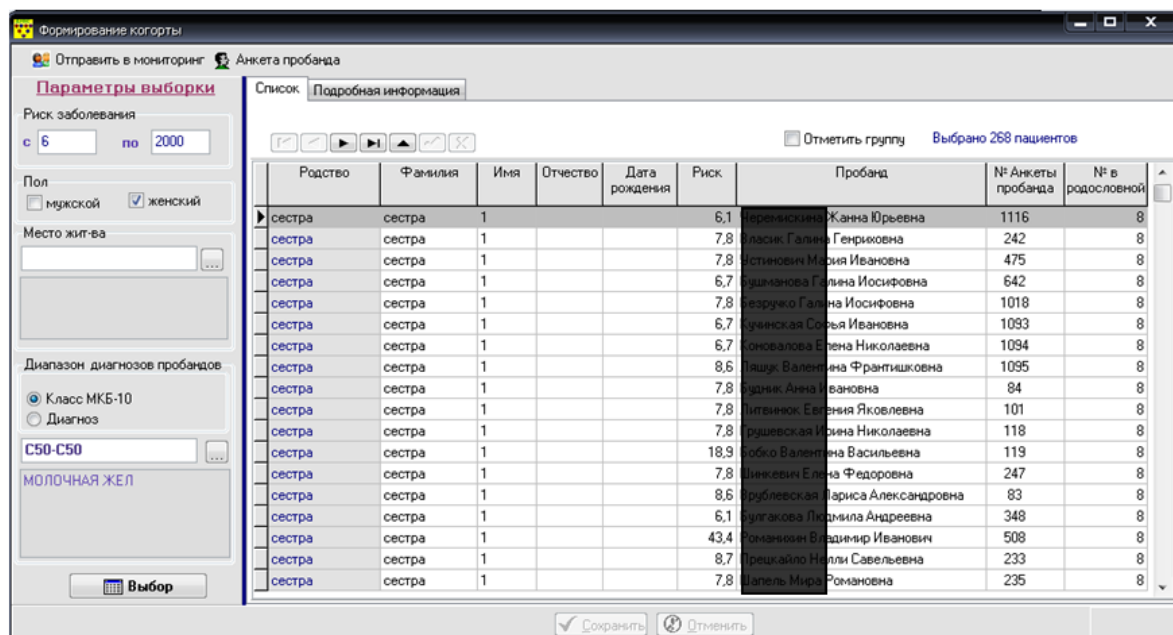 Формирование когорты
Отправить в мониторинг Анкета пробанда
Параметры выборки
Риск заболевания
с 6 по 2000
Пол
мужской женский
Место жит-ва
...
Диапазон диагнозов пробандов
Класс МКБ-10
Диагноз
C50-C50 ...
МОЛОЧНАЯ ЖЕЛ
Выбор
Список Подробная информация
Отметить группу Выбрано 268 пациентов
Родство Фамилия Имя Отчество Дата рождения Риск Пробанд № Анкеты пробанда № в родословной
сестра сестра 1 6,1 Жанна Юрьевна 1116 8
сестра сестра 1 7,8 Генриховна 242 8
сестра сестра 1 7,8 Ивановна 475 8
сестра сестра 1 6,7 Иосифовна 642 8
сестра сестра 1 7,8 Иосифовна 1018 8
сестра сестра 1 6,7 Ивановна 1093 8
сестра сестра 1 6,7 Николаевна 1094 8
сестра сестра 1 8,6 Франтишковна 1095 8
сестра сестра 1 7,8 84 8
сестра сестра 1 7,8 Яковлевна 101 8
сестра сестра 1 7,8 Николаевна 118 8
сестра сестра 1 18,9 Васильевна 119 8
сестра сестра 1 7,8 Федоровна 247 8
сестра сестра 1 8,6 Александровна 83 8
сестра сестра 1 6,1 Андреевна 348 8
сестра сестра 1 43,4 Иванович 508 8
сестра сестра 1 8,7 Савельевна 233 8
сестра сестра 1 7,8 Романовна 235 8
Сохранить Отменить